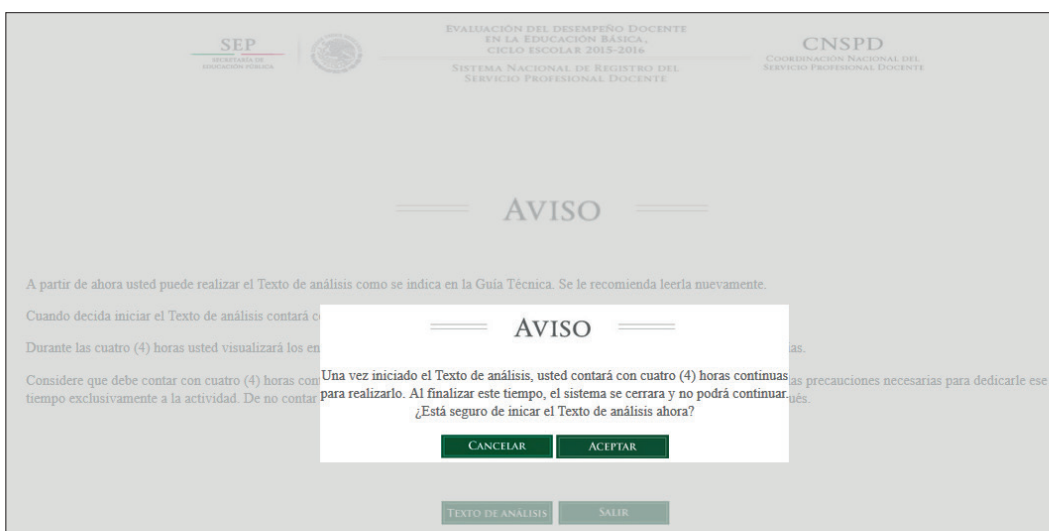 SEP
SECRETARÍA DE
EDUCACIÓN PÚBLICA
EVALUACIÓN DEL DESEMPEÑO DOCENTE
EN LA EDUCACIÓN BÁSICA,
CICLO ESCOLAR 2015-2016
SISTEMA NACIONAL DE REGISTRO DEL
SERVICIO PROFESIONAL DOCENTE
CNSPD
COORDINACIÓN NACIONAL DEL
SERVICIO PROFESIONAL DOCENTE
AVISO
A partir de ahora usted puede realizar el Texto de análisis como se indica en la Guía Técnica. Se le recomienda leerla nuevamente.
Cuando decida iniciar el Texto de análisis contará
Durante las cuatro (4) horas usted visualizará los
Considere que debe contar con cuatro (4) horas precauciones necesarias para dedicarle ese
tiempo exclusivamente a la actividad. De no contar
AVISO
Una vez iniciado el Texto de análisis, usted contará con cuatro (4) horas continuas
para realizarlo. Al finalizar este tiempo, el sistema se cerrara y no podrá continuar.
¿Está seguro de inicar el Texto de análisis ahora?
CANCELAR ACEPTAR
TEXTO DE ANÁLISIS SALIR